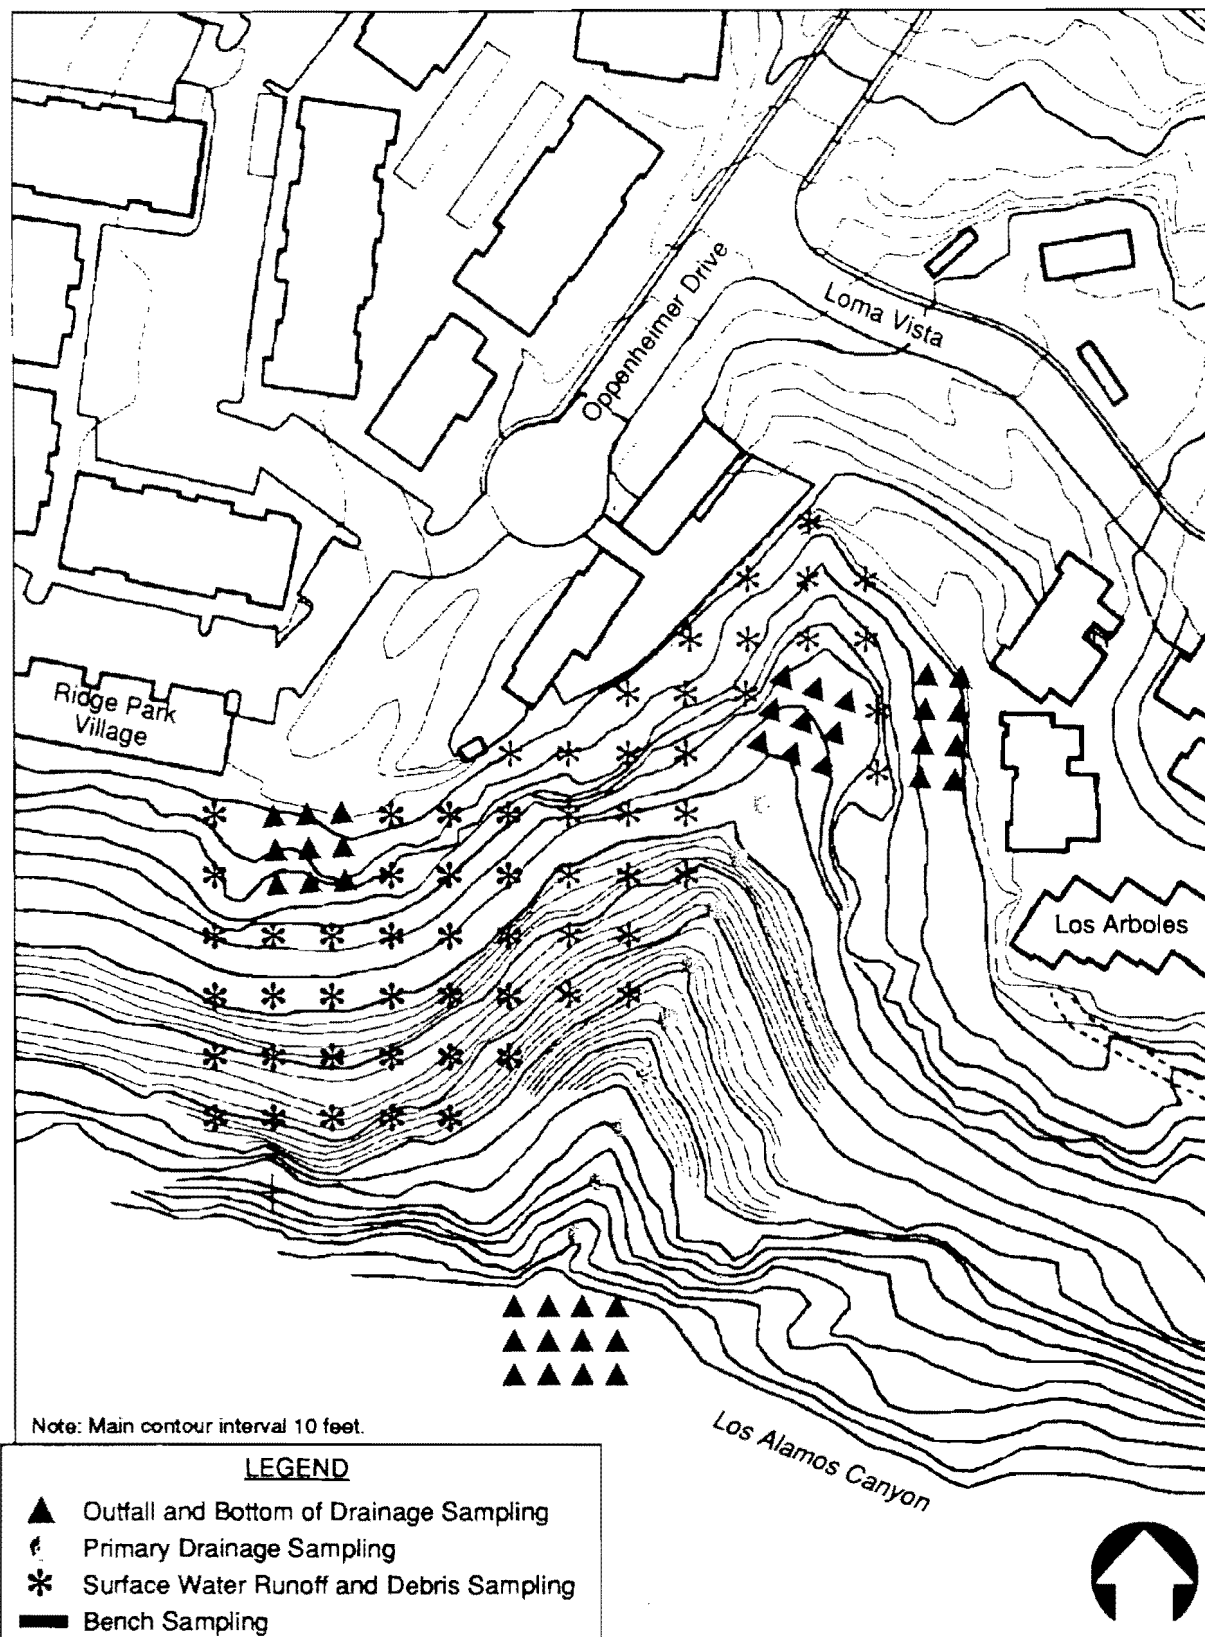 Oppenheimer Drive
Loma Vista
Ridge Park
Village
Los Arboles
Note: Main contour interval 10 feet.
Los Alamos Canyon
LEGEND
Outfall and Bottom of Drainage Sampling
Primary Drainage Sampling
Surface Water Runoff and Debris Sampling
Bench Sampling